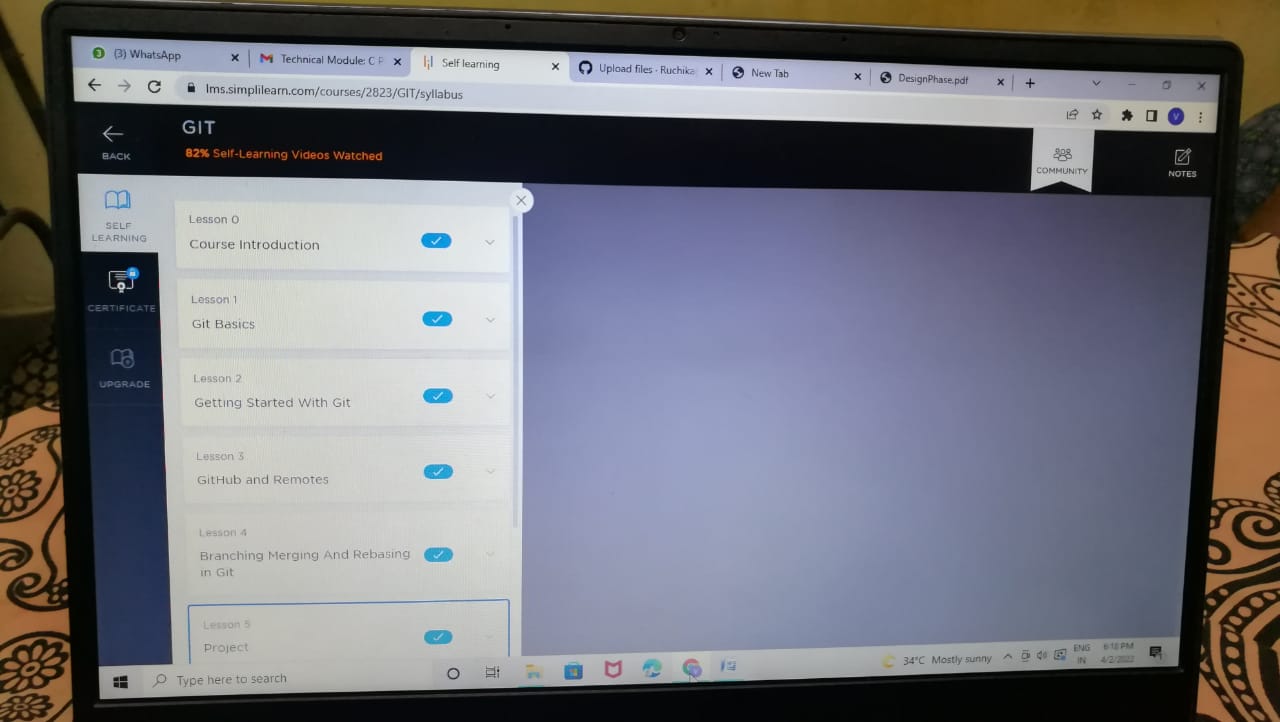 3
(3) WhatsApp
Technical Module: C P
Self learning
Upload files · Ruchika
New Tab
DesignPhase.pdf
lms.simplilearn.com/courses/2823/GIT/syllabus
V
BACK
GIT
82% Self-Learning Videos Watched
COMMUNITY
NOTES
SELF
LEARNING
CERTIFICATE
UPGRADE
Lesson 0
Course Introduction
Lesson 1
Git Basics
Lesson 2
Getting Started With Git
Lesson 3
GitHub and Remotes
Lesson 4
Branching Merging And Rebasing
in Git
Lesson 5
Project
Type here to search
34°C Mostly sunny
ENG
IN
6:18 PM
4/2/2022